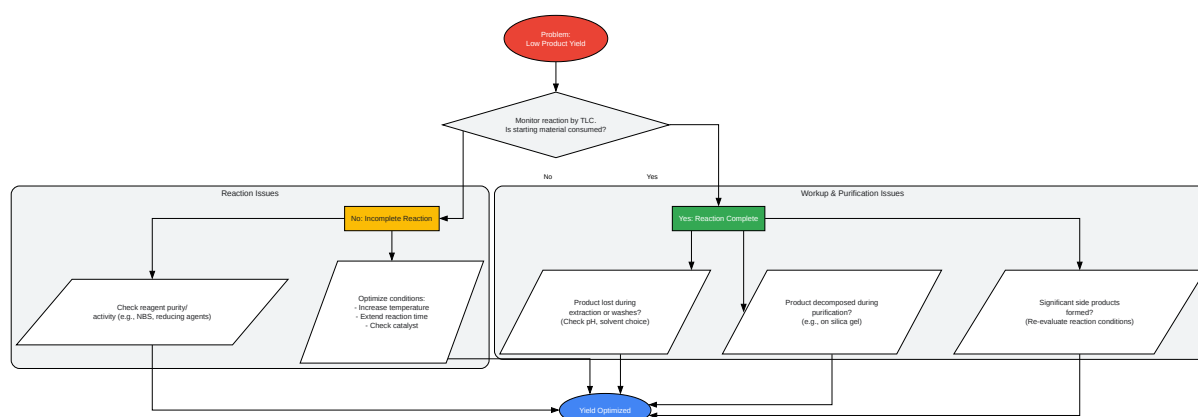 Problem:
Low Product Yield
Monitor reaction by TLC.
Is starting material consumed?
No
Yes
Reaction Issues
Workup & Purification Issues
No: Incomplete Reaction
Yes: Reaction Complete
Check reagent purity/
activity (e.g., NBS, reducing agents)
Optimize conditions:
- Increase temperature
- Extend reaction time
- Check catalyst
Product lost during
extraction or washes?
(Check pH, solvent choice)
Product decomposed during
purification?
(e.g., on silica gel)
Significant side products
formed?
(Re-evaluate reaction conditions)
Yield Optimized